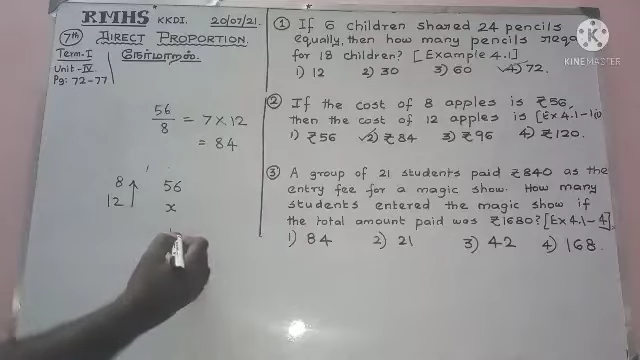 RMHS KKDI. 20/07/21.
7th DIRECT PROPORTION.
Term-I நேர்மாறல்.
Unit-IV
Pg: 72-77
56/8 = 7 x 12
= 84
8 56
12 x
① If 6 children shared 24 pencils
equally, then how many pencils
for 18 children? [Example 4.1]
1) 12 2) 30 3) 60 4) 72.
② If the cost of 8 apples is ₹56,
then the cost of 12 apples is [Ex 4.1-1(i)
1) ₹56 2) ₹84 3) ₹96 4) ₹120.
③ A group of 21 students paid ₹840 as the
entry fee for a magic show. How many
students entered the magic show if
the total amount paid was ₹1680? [Ex 4.1-4]
1) 84 2) 21 3) 42 4) 168.
KINEMASTER